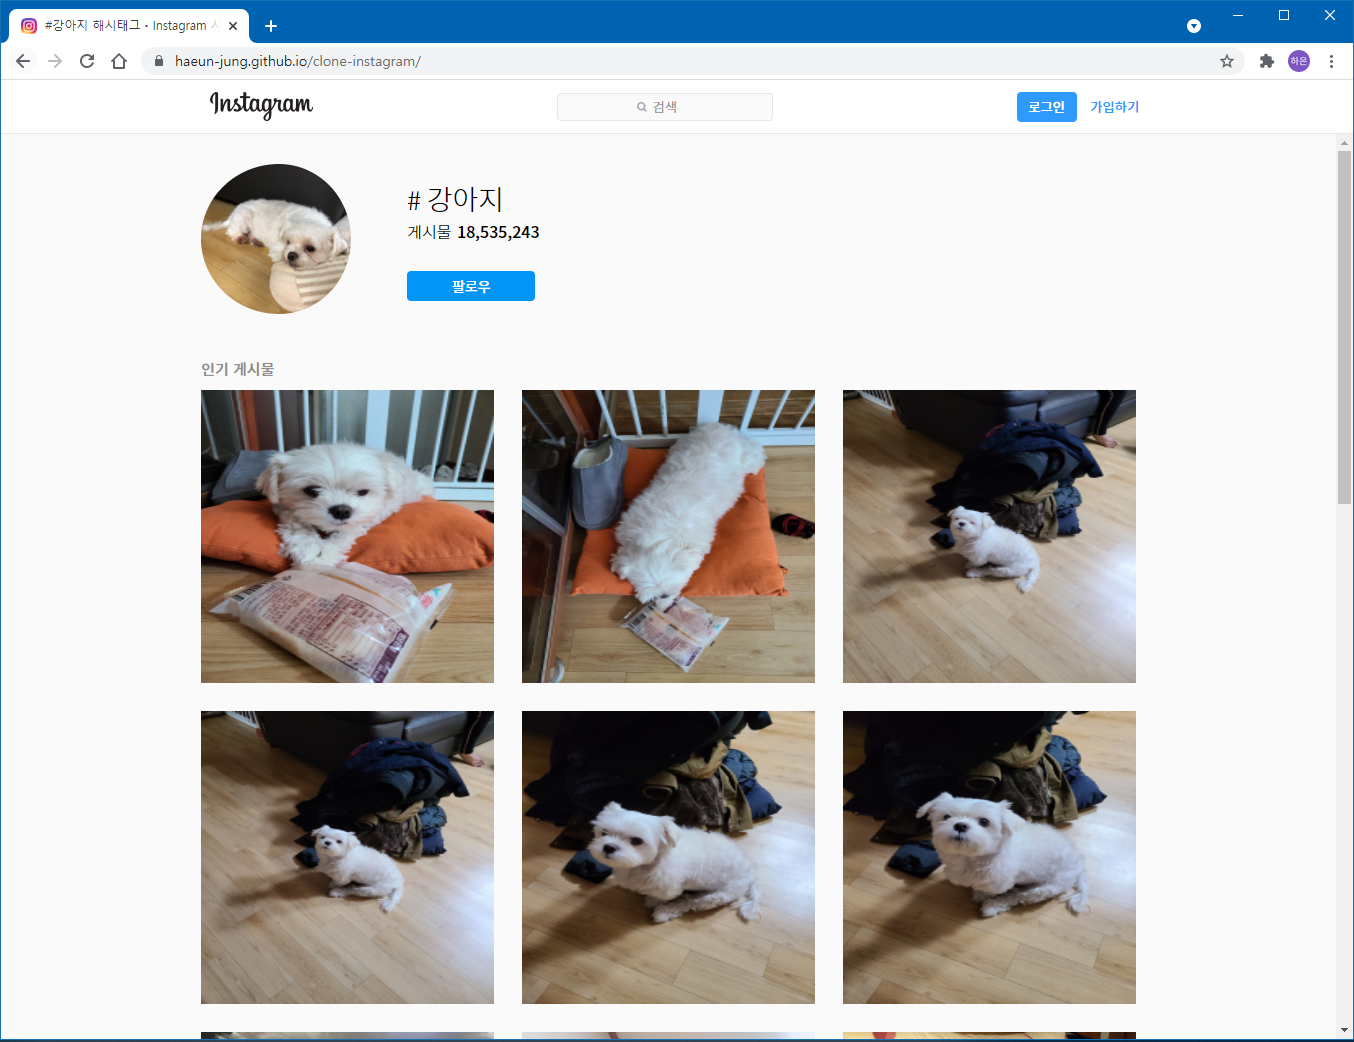 #강아지 해시태그 • Instagram
haeun-jung.github.io/clone-instagram/
하은
Instagram
검색
로그인
가입하기
# 강아지
게시물 18,535,243
팔로우
인기 게시물